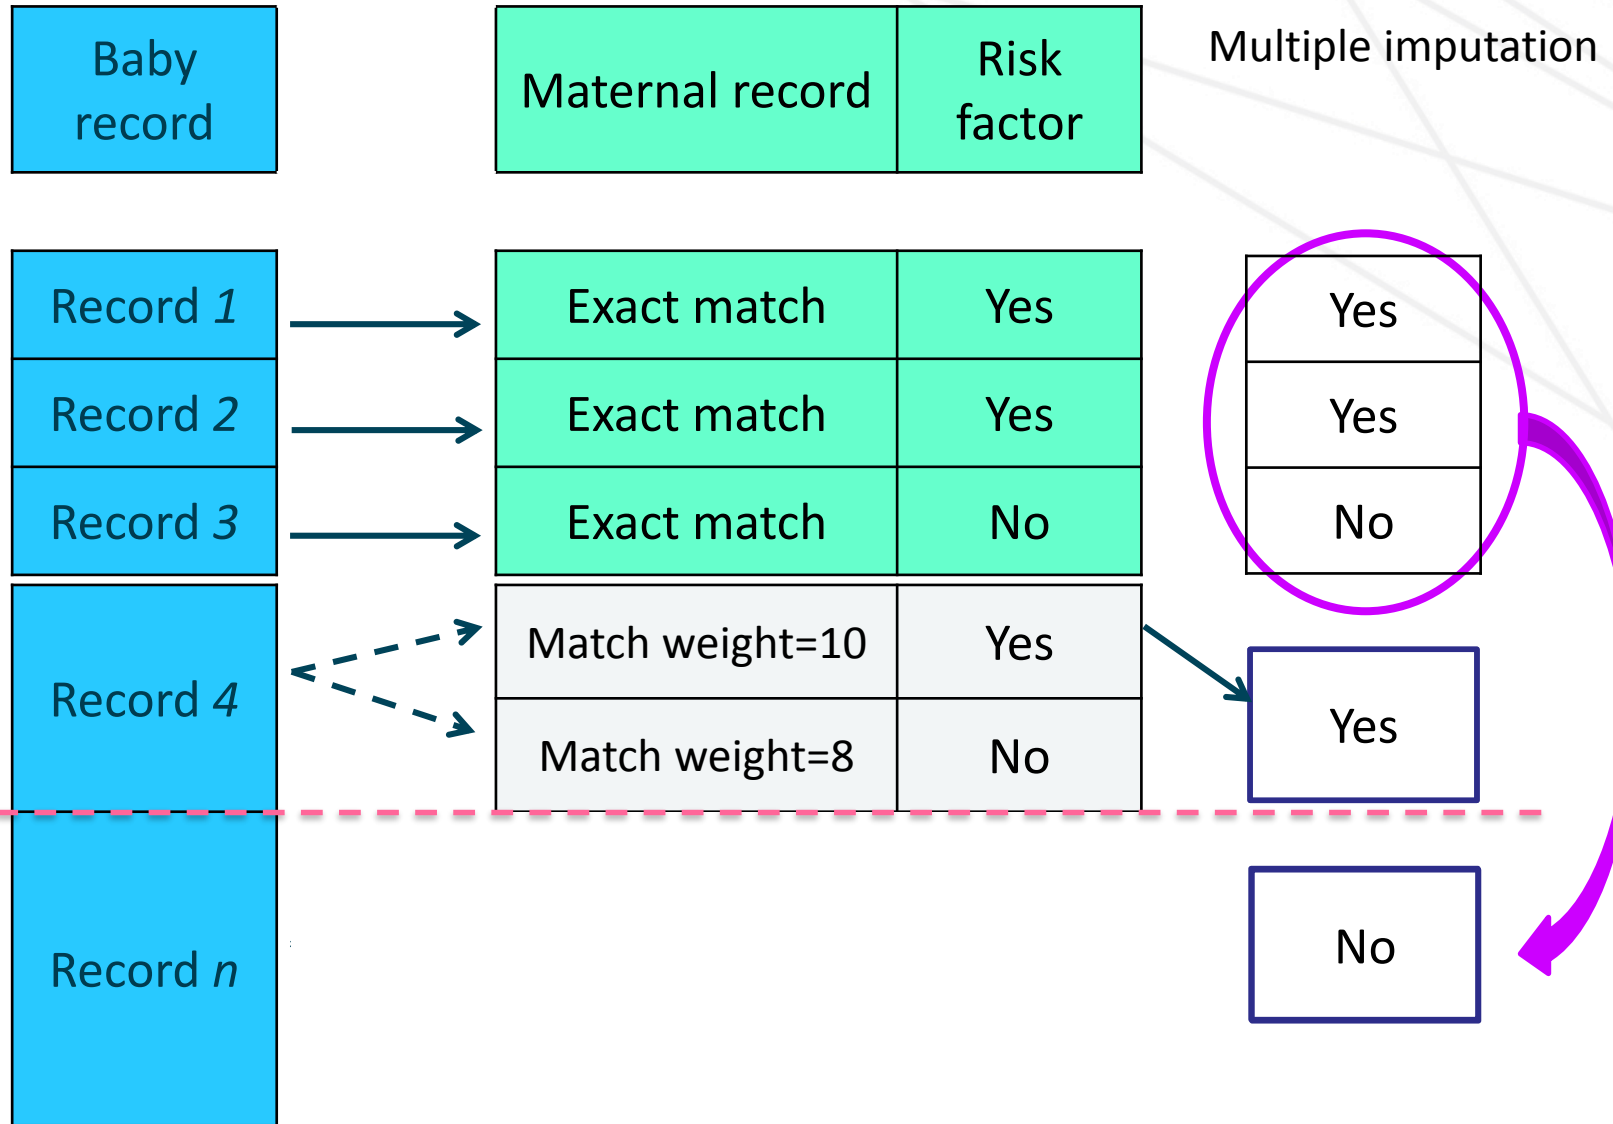 Baby
record
Maternal record
Risk
factor
Multiple imputation
Record 1
Exact match
Yes
Yes
Record 2
Exact match
Yes
Yes
Record 3
Exact match
No
No
Record 4
Match weight=10
Yes
Match weight=8
No
Yes
Record n
No